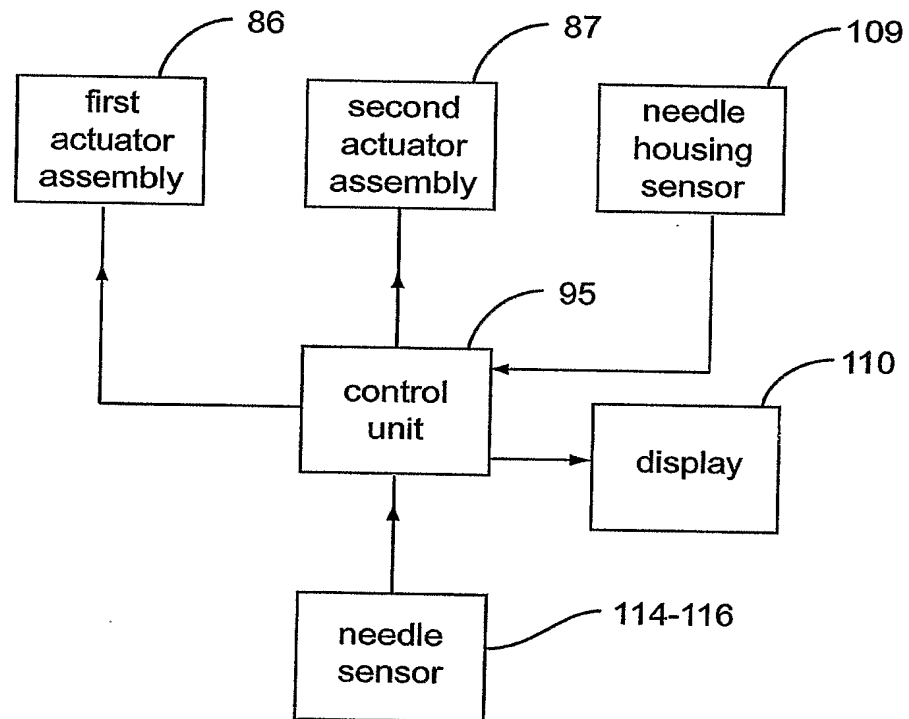 86
87
109
first
actuator
assembly
second
actuator
assembly
needle
housing
sensor
95
control
unit
110
display
needle
sensor
114-116